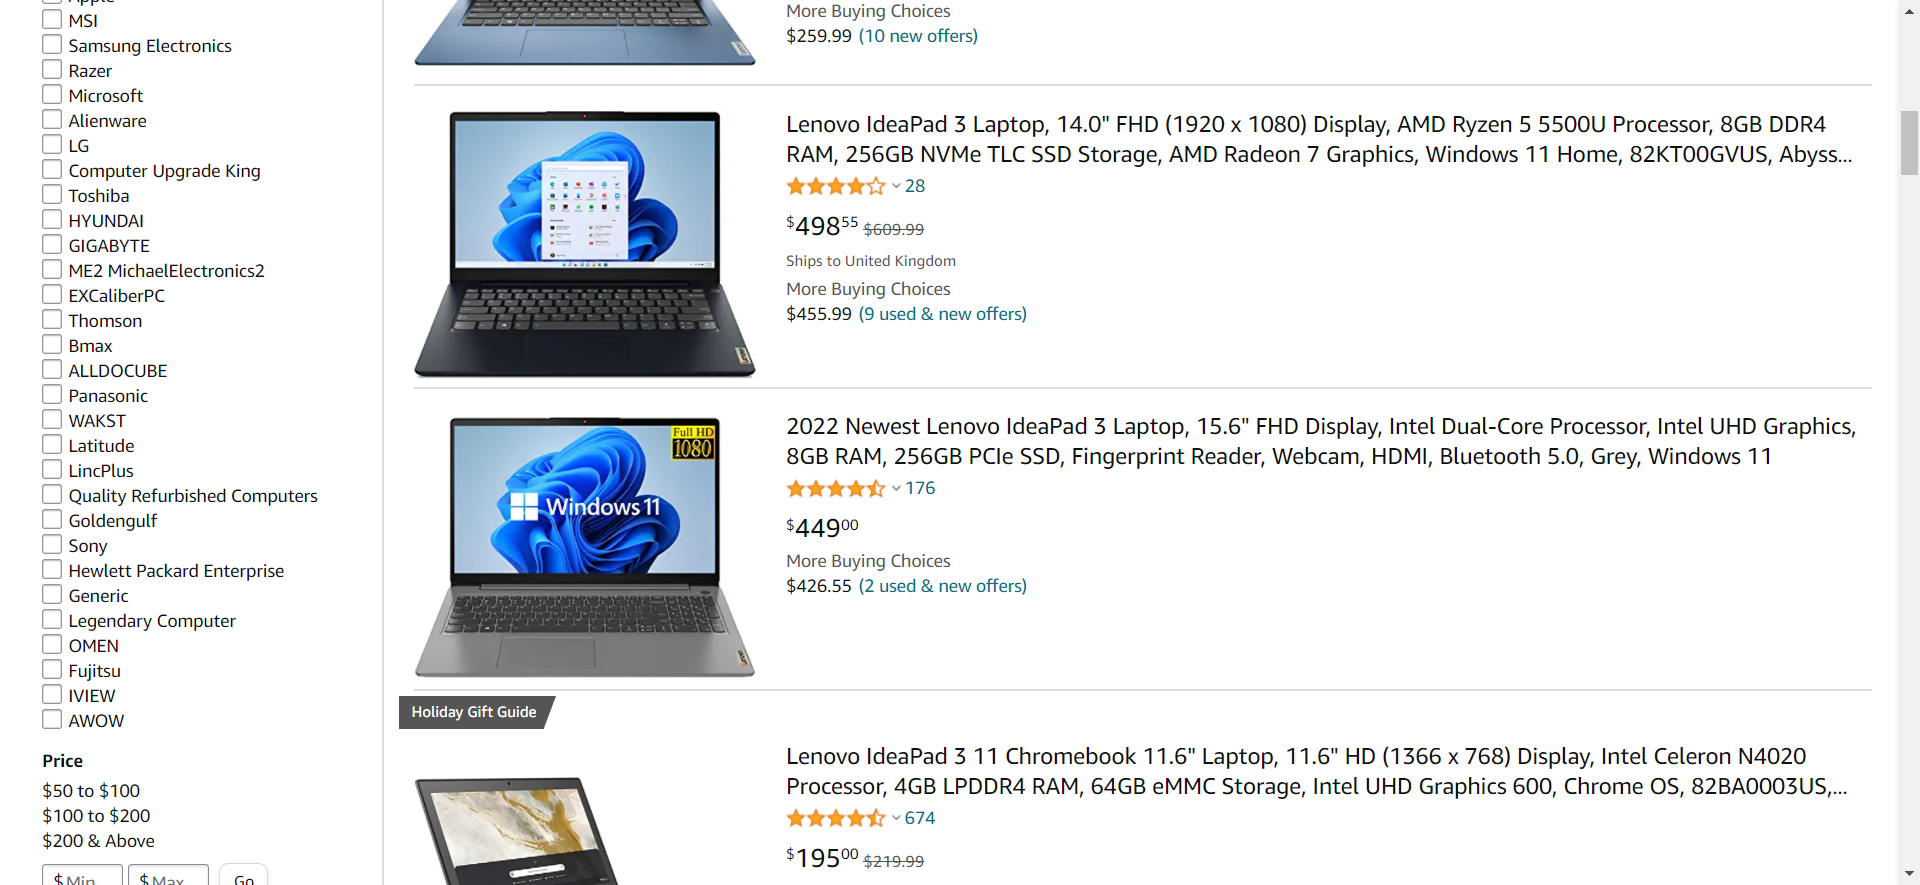 MSI
Samsung Electronics
Razer
Microsoft
Alienware
LG
Computer Upgrade King
Toshiba
HYUNDAI
GIGABYTE
ME2 MichaelElectronics2
EXCaliberPC
Thomson
Bmax
ALLDOCUBE
Panasonic
WAKST
Latitude
LincPlus
Quality Refurbished Computers
Goldengulf
Sony
Hewlett Packard Enterprise
Generic
Legendary Computer
OMEN
Fujitsu
IVIEW
AWOW
Price
$50 to $100
$100 to $200
$200 & Above
$ Min
$ Max
Go
More Buying Choices
$259.99 (10 new offers)
Lenovo IdeaPad 3 Laptop, 14.0" FHD (1920 x 1080) Display, AMD Ryzen 5 5500U Processor, 8GB DDR4
RAM, 256GB NVMe TLC SSD Storage, AMD Radeon 7 Graphics, Windows 11 Home, 82KT00GVUS, Abyss...
28
$498 55 $609.99
Ships to United Kingdom
More Buying Choices
$455.99 (9 used & new offers)
Full HD
1080
Windows 11
2022 Newest Lenovo IdeaPad 3 Laptop, 15.6" FHD Display, Intel Dual-Core Processor, Intel UHD Graphics,
8GB RAM, 256GB PCIe SSD, Fingerprint Reader, Webcam, HDMI, Bluetooth 5.0, Grey, Windows 11
176
$449 00
More Buying Choices
$426.55 (2 used & new offers)
Holiday Gift Guide
Lenovo IdeaPad 3 11 Chromebook 11.6" Laptop, 11.6" HD (1366 x 768) Display, Intel Celeron N4020
Processor, 4GB LPDDR4 RAM, 64GB eMMC Storage, Intel UHD Graphics 600, Chrome OS, 82BA0003US,...
674
$195 00 $219.99